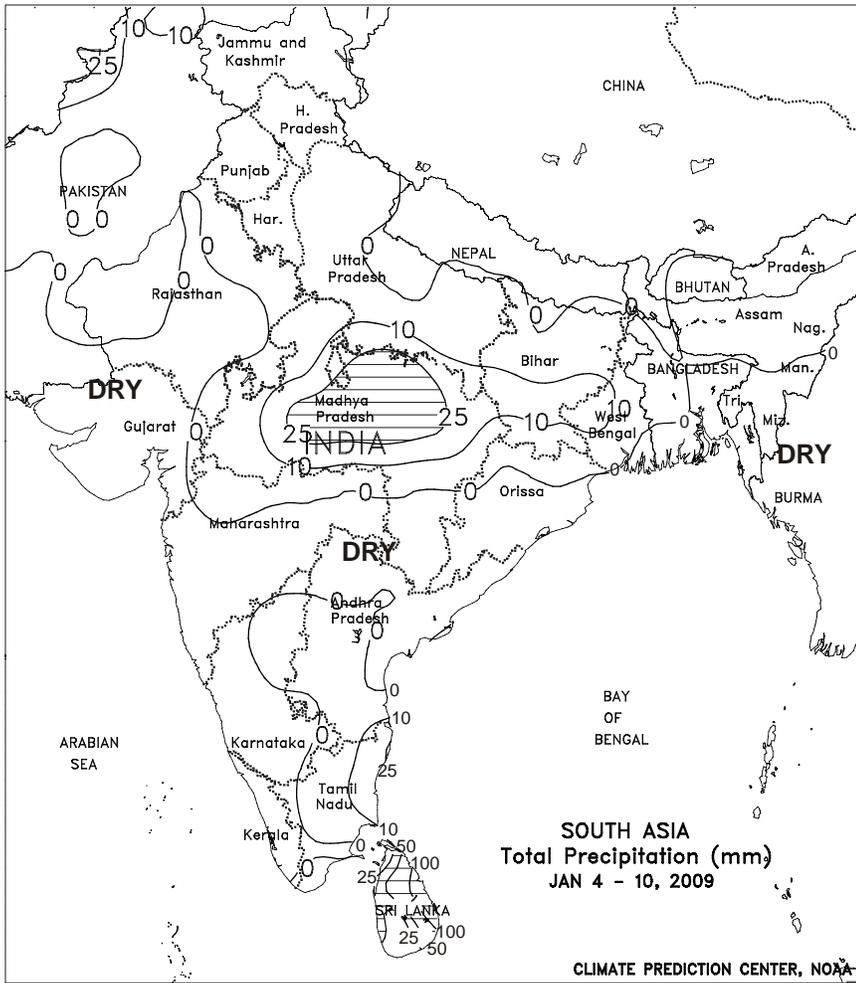 10
10
Jammu and
Kashmir
25
CHINA
H.
Pradesh
Punjab
PAKISTAN
0 0
Har.
0
0
NEPAL
A.
Pradesh
Uttar
Pradesh
0
0
Rajasthan
BHUTAN
0
0
Assam
Nag.
10
0
Bihar
BANGLADESH
Man.
DRY
Madhya
Pradesh
Tri.
10
25
West
Bengal
10
0
Miz.
Gujarat
0
25
INDIA
DRY
10
0
0
0
Orissa
BURMA
Maharashtra
DRY
0
Andhra
Pradesh
0
0
BAY
OF
BENGAL
10
0
Karnataka
ARABIAN
SEA
25
Tamil
Nadu
10
Kerala
0
50
SOUTH ASIA
Total Precipitation (mm)
JAN 4 - 10, 2009
0
100
25
SRI LANKA
100
25
50
CLIMATE PREDICTION CENTER, NOAA